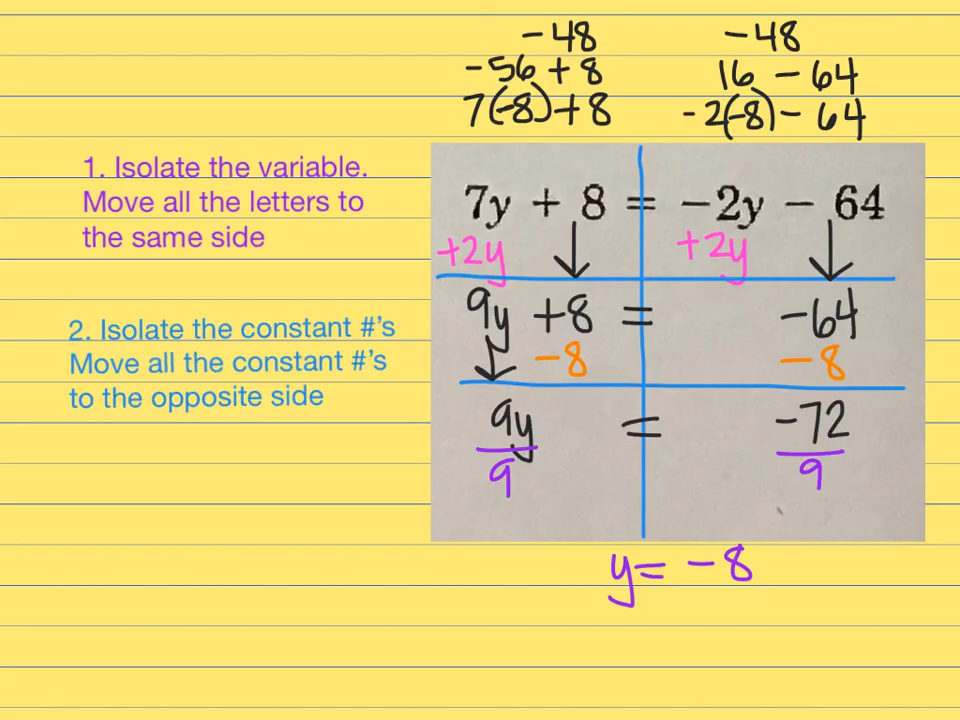 -48 -48
-56 + 8 16 - 64
7(-8) + 8 -2(-8) - 64
1. Isolate the variable.
Move all the letters to
the same side
2. Isolate the constant #'s
Move all the constant #'s
to the opposite side
7y + 8 = -2y - 64
+2y +2y
9y +8 = -64
-8 -8
9y = -72
9 9
y = -8